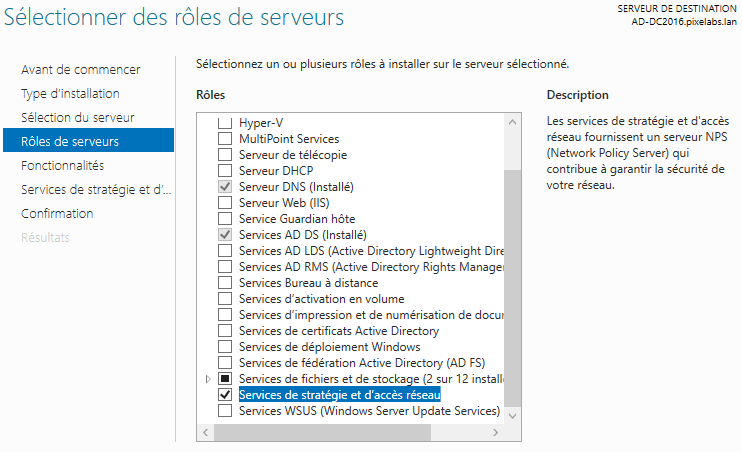 Sélectionner des rôles de serveurs
SERVEUR DE DESTINATION
AD-DC2016.pixelabs.lan
Avant de commencer
Type d'installation
Sélection du serveur
Rôles de serveurs
Fonctionnalités
Services de stratégie et d'...
Confirmation
Résultats
Sélectionnez un ou plusieurs rôles à installer sur le serveur sélectionné.
Rôles
Hyper-V
MultiPoint Services
Serveur de télécopie
Serveur DHCP
Serveur DNS (Installé)
Serveur Web (IIS)
Service Guardian hôte
Services AD DS (Installé)
Services AD LDS (Active Directory Lightweight Dire
Services AD RMS (Active Directory Rights Manager
Services Bureau à distance
Services d'activation en volume
Services d'impression et de numérisation de docur
Services de certificats Active Directory
Services de déploiement Windows
Services de fédération Active Directory (AD FS)
Services de fichiers et de stockage (2 sur 12 installé
Services de stratégie et d'accès réseau
Services WSUS (Windows Server Update Services)
Description
Les services de stratégie et d'accès
réseau fournissent un serveur NPS
(Network Policy Server) qui
contribue à garantir la sécurité de
votre réseau.